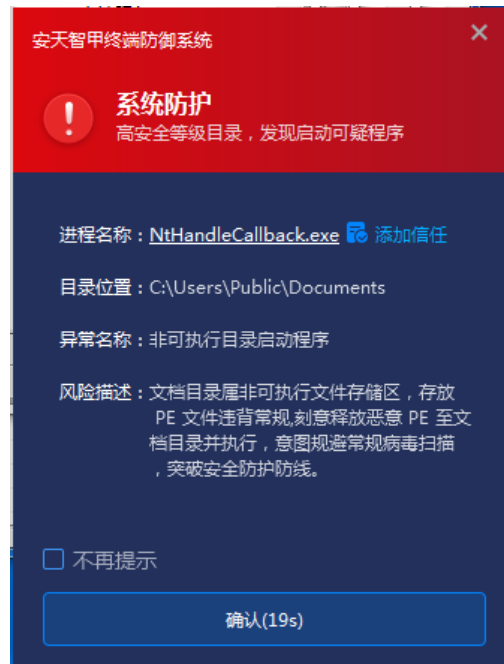 安天智甲终端防御系统
系统防护
高安全等级目录，发现启动可疑程序
进程名称：NtHandleCallback.exe 添加信任
目录位置：C:\Users\Public\Documents
异常名称：非可执行目录启动程序
风险描述：文档目录属非可执行文件存储区，存放
PE 文件违背常规,刻意释放恶意 PE 至文
档目录并执行，意图规避常规病毒扫描
，突破安全防护防线。
不再提示
确认(19s)